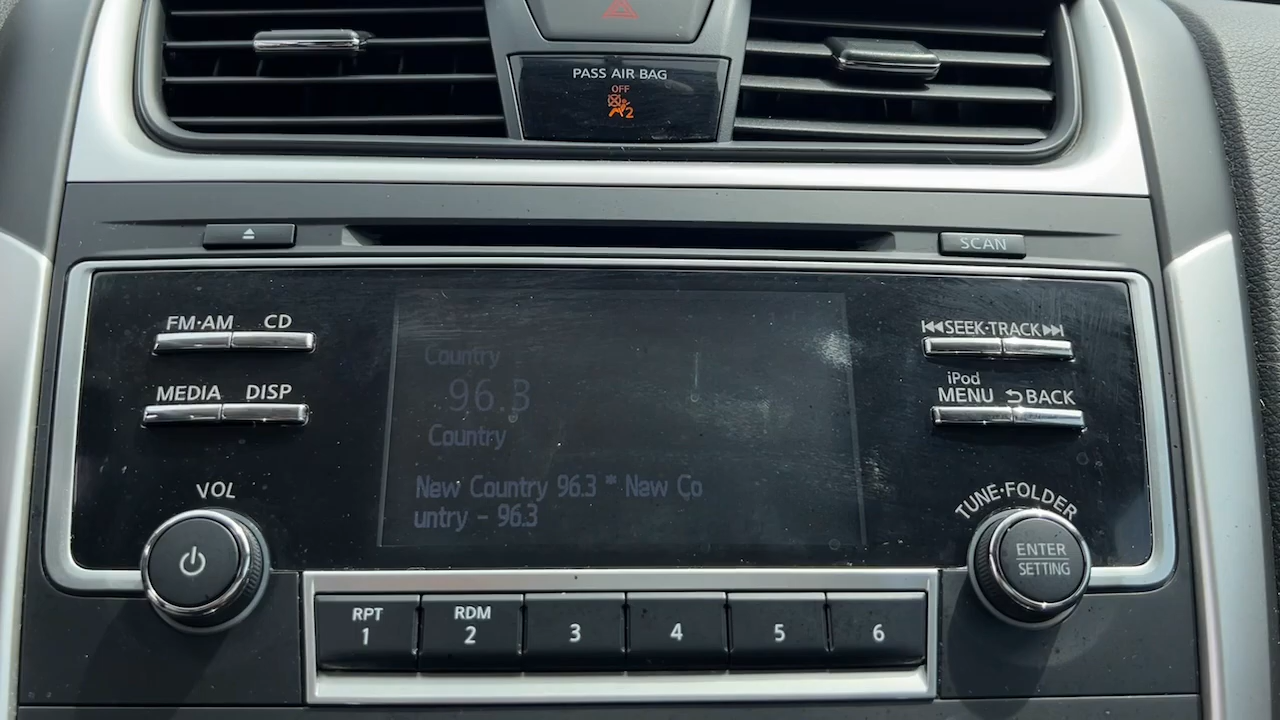 PASS AIR BAG
OFF
2
SCAN
FM·AM CD
SEEK·TRACK
MEDIA DISP
iPod
MENU BACK
Country
96.3
Country
New Country 96.3 * New Co
untry - 96.3
VOL
TUNE·FOLDER
ENTER
SETTING
RPT
1
RDM
2
3
4
5
6